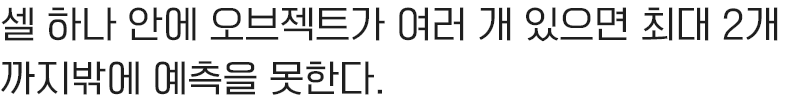 셀 하나 안에 오브젝트가 여러 개 있으면 최대 2개
까지밖에 예측을 못한다.